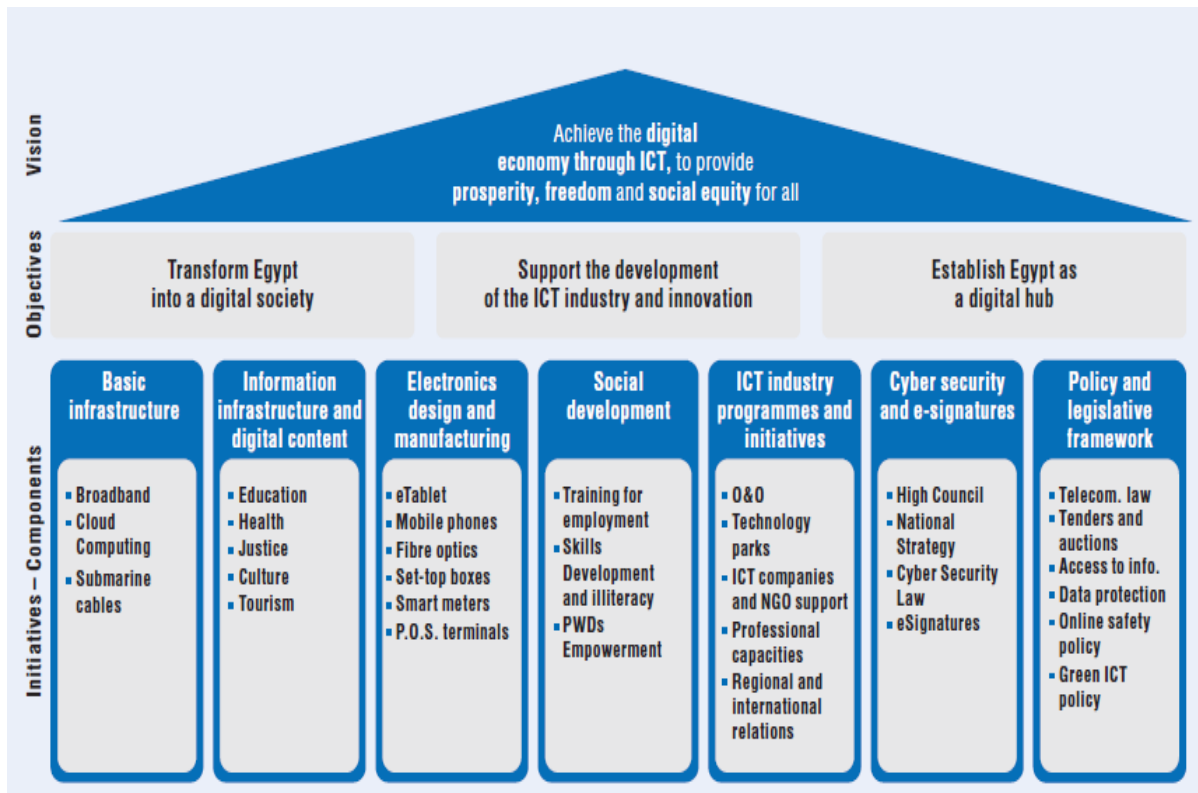 Vision
Achieve the digital
economy through ICT, to provide
prosperity, freedom and social equity for all
Objectives
Transform Egypt
into a digital society
Support the development
of the ICT industry and innovation
Establish Egypt as
a digital hub
Initiatives – Components
Basic
infrastructure
Broadband
Cloud
Computing
Submarine
cables
Information
infrastructure and
digital content
Education
Health
Justice
Culture
Tourism
Electronics
design and
manufacturing
eTablet
Mobile phones
Fibre optics
Set-top boxes
Smart meters
P.O.S. terminals
Social
development
Training for
employment
Skills
Development
and illiteracy
PWDs
Empowerment
ICT industry
programmes and
initiatives
O&O
Technology
parks
ICT companies
and NGO support
Professional
capacities
Regional and
international
relations
Cyber security
and e-signatures
High Council
National
Strategy
Cyber Security
Law
eSignatures
Policy and
legislative
framework
Telecom. law
Tenders and
auctions
Access to info.
Data protection
Online safety
policy
Green ICT
policy